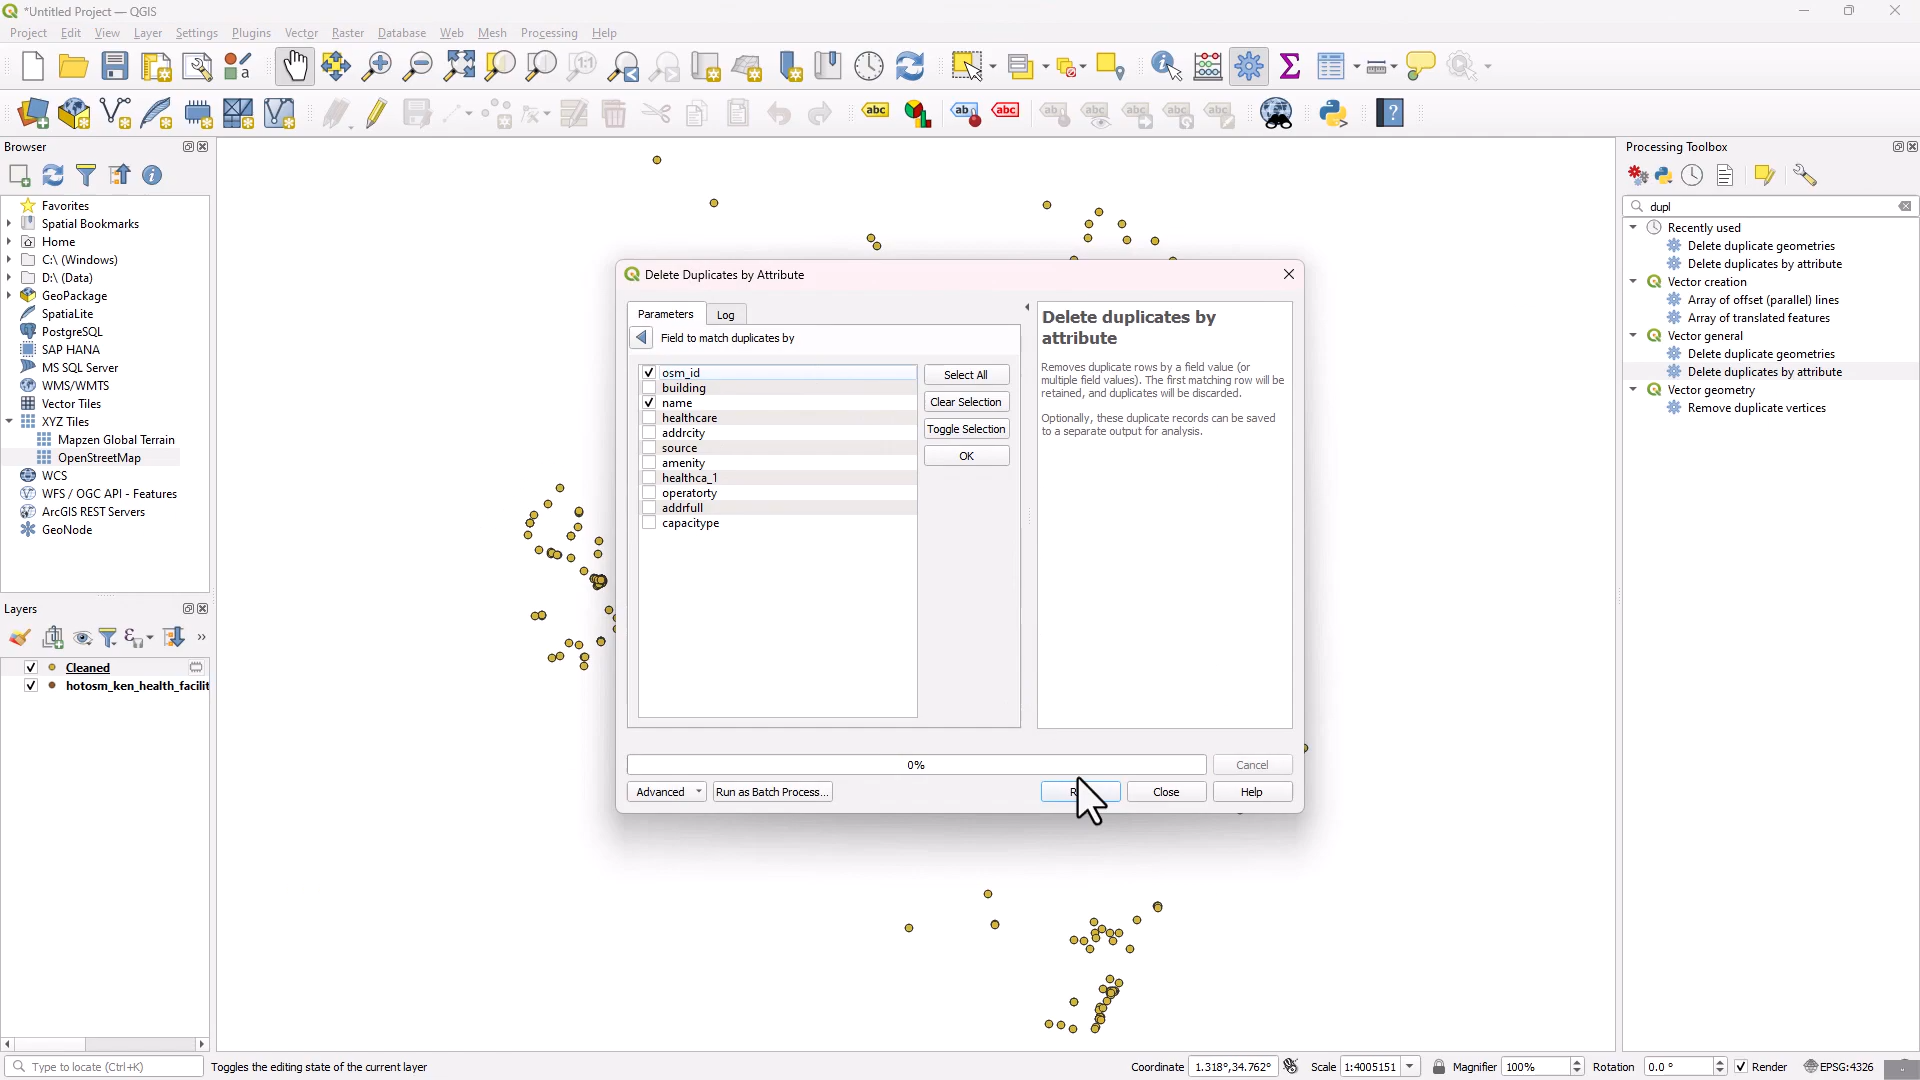 *Untitled Project — QGIS
Project Edit View Layer Settings Plugins Vector Raster Database Web Mesh Processing Help
Browser
Favorites
Spatial Bookmarks
Home
C:\ (Windows)
D:\ (Data)
GeoPackage
SpatiaLite
PostgreSQL
SAP HANA
MS SQL Server
WMS/WMTS
Vector Tiles
XYZ Tiles
Mapzen Global Terrain
OpenStreetMap
WCS
WFS / OGC API - Features
ArcGIS REST Servers
GeoNode
Layers
Cleaned
hotosm_ken_health_facilit
Delete Duplicates by Attribute
Parameters Log
Field to match duplicates by
osm_id
building
name
healthcare
addrcity
source
amenity
healthca_1
operatorty
addrfull
capacitype
Select All
Clear Selection
Toggle Selection
OK
Delete duplicates by
attribute
Removes duplicate rows by a field value (or
multiple field values). The first matching row will be
retained, and duplicates will be discarded.
Optionally, these duplicate records can be saved
to a separate output for analysis.
0%
Cancel
Advanced Run as Batch Process... Close Help
Processing Toolbox
dupl
Recently used
Delete duplicate geometries
Delete duplicates by attribute
Vector creation
Array of offset (parallel) lines
Array of translated features
Vector general
Delete duplicate geometries
Delete duplicates by attribute
Vector geometry
Remove duplicate vertices
Type to locate (Ctrl+K) Toggles the editing state of the current layer Coordinate 1.318°,34.762° Scale 1:4005151 Magnifier 100% Rotation 0.0 ° Render EPSG:4326